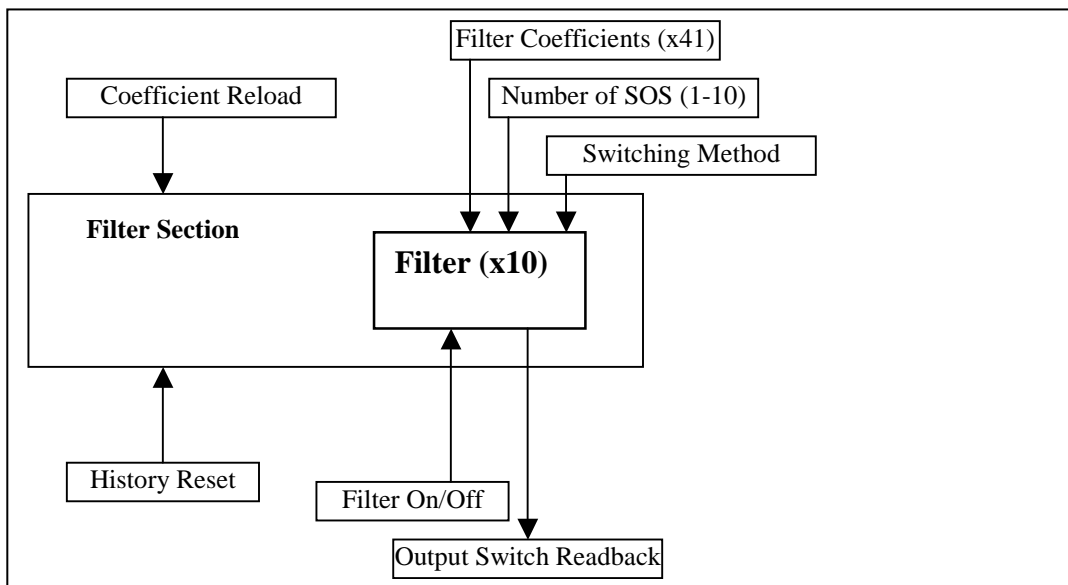 Filter Coefficients (x41)
Coefficient Reload
Number of SOS (1-10)
Switching Method
Filter Section
Filter (x10)
History Reset
Filter On/Off
Output Switch Readback